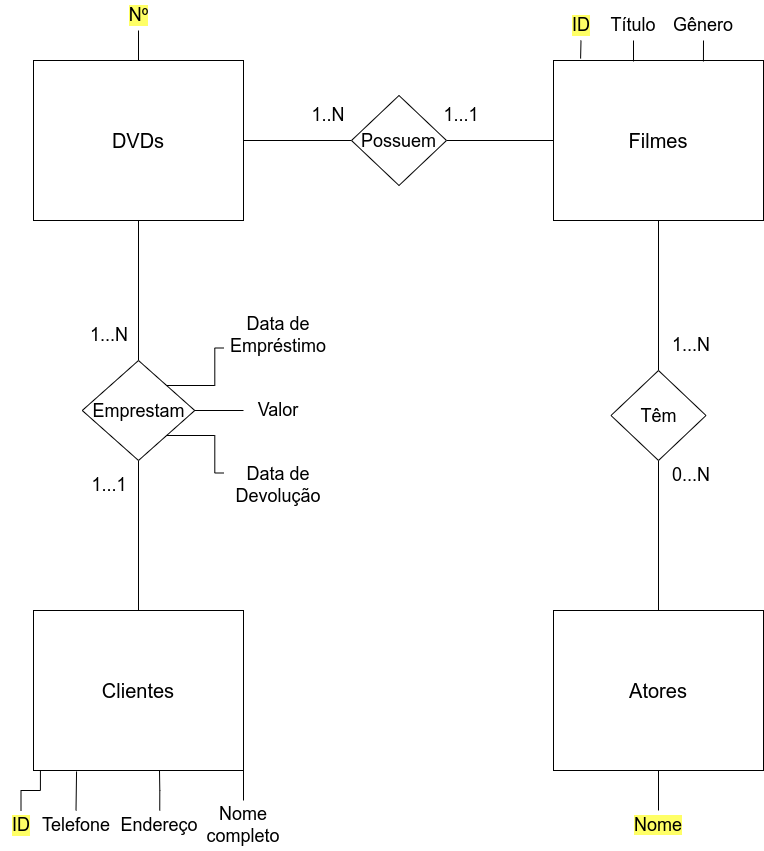 Nº
ID
Título
Gênero
DVDs
1..N
Possuem
1...1
Filmes
1...N
Data de
Empréstimo
1...N
Emprestam
Valor
Têm
1...1
Data de
Devolução
0...N
Clientes
Atores
ID
Telefone
Endereço
Nome
completo
Nome